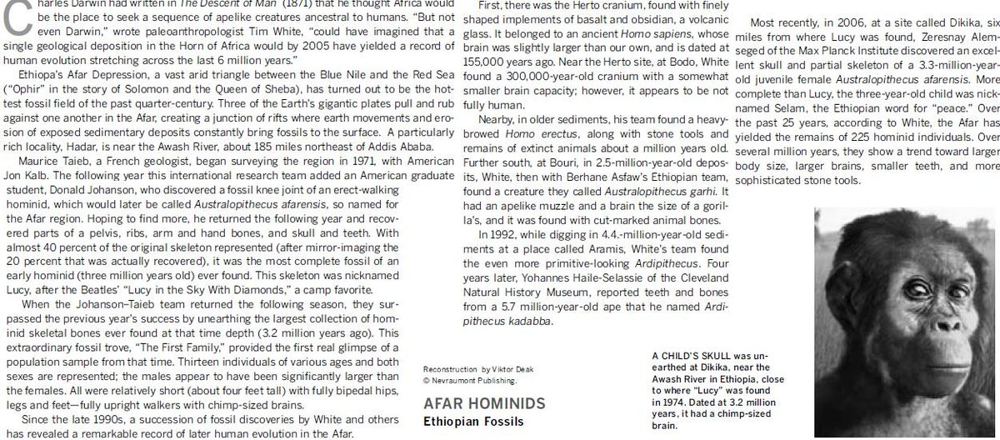 Charles Darwin had written in The Descent of Man (1871) that he thought Africa would
be the place to seek a sequence of apelike creatures ancestral to humans. “But not
even Darwin,” wrote paleoanthropologist Tim White, “could have imagined that a
single geological deposition in the Horn of Africa would by 2005 have yielded a record of
human evolution stretching across the last 6 million years.”
Ethiopa’s Afar Depression, a vast arid triangle between the Blue Nile and the Red Sea
(“Ophir” in the story of Solomon and the Queen of Sheba), has turned out to be the hot-
test fossil field of the past quarter-century. Three of the Earth’s gigantic plates pull and rub
against one another in the Afar, creating a junction of rifts where earth movements and ero-
sion of exposed sedimentary deposits constantly bring fossils to the surface. A particularly
rich locality, Hadar, is near the Awash River, about 185 miles northeast of Addis Ababa.
Maurice Taieb, a French geologist, began surveying the region in 1971, with American
Jon Kalb. The following year this international research team added an American graduate
student, Donald Johanson, who discovered a fossil knee joint of an erect-walking
hominid, which would later be called Australopithecus afarensis, so named for
the Afar region. Hoping to find more, he returned the following year and recov-
ered parts of a pelvis, ribs, arm and hand bones, and skull and teeth. With
almost 40 percent of the original skeleton represented (after mirror-imaging the
20 percent that was actually recovered), it was the most complete fossil of an
early hominid (three million years old) ever found. This skeleton was nicknamed
Lucy, after the Beatles’ “Lucy in the Sky With Diamonds,” a camp favorite.
When the Johanson–Taieb team returned the following season, they sur-
passed the previous year’s success by unearthing the largest collection of hom-
inid skeletal bones ever found at that time depth (3.2 million years ago). This
extraordinary fossil trove, “The First Family,” provided the first real glimpse of a
population sample from that time. Thirteen individuals of various ages and both
sexes are represented; the males appear to have been significantly larger than
the females. All were relatively short (about four feet tall) with fully bipedal hips,
legs and feet—fully upright walkers with chimp-sized brains.
Since the late 1990s, a succession of fossil discoveries by White and others
has revealed a remarkable record of later human evolution in the Afar.
First, there was the Herto cranium, found with finely
shaped implements of basalt and obsidian, a volcanic
glass. It belonged to an ancient Homo sapiens, whose
brain was slightly larger than our own, and is dated at
155,000 years ago. Near the Herto site, at Bodo, White
found a 300,000-year-old cranium with a somewhat
smaller brain capacity; however, it appears to be not
fully human.
Nearby, in older sediments, his team found a heavy-
browed Homo erectus, along with stone tools and
remains of extinct animals about a million years old.
Further south, at Bouri, in 2.5-million-year-old depos-
its, White, then with Berhane Asfaw’s Ethiopian team,
found a creature they called Australopithecus garhi. It
had an apelike muzzle and a brain the size of a goril-
la’s, and it was found with cut-marked animal bones.
In 1992, while digging in 4.4.-million-year-old sedi-
ments at a place called Aramis, White’s team found
the even more primitive-looking Ardipithecus. Four
years later, Yohannes Haile-Selassie of the Cleveland
Natural History Museum, reported teeth and bones
from a 5.7 million-year-old ape that he named Ardi-
pithecus kadabba.
Most recently, in 2006, at a site called Dikika, six
miles from where Lucy was found, Zeresnay Alem-
seged of the Max Planck Institute discovered an excel-
lent skull and partial skeleton of a 3.3-million-year-
old juvenile female Australopithecus afarensis. More
complete than Lucy, the three-year-old child was nick-
named Selam, the Ethiopian word for “peace.” Over
the past 25 years, according to White, the Afar has
yielded the remains of 225 hominid individuals. Over
several million years, they show a trend toward larger
body size, larger brains, smaller teeth, and more
sophisticated stone tools.
Reconstruction by Viktor Deak
© Nevraumont Publishing.
AFAR HOMINIDS
Ethiopian Fossils
A CHILD’S SKULL was un-
earthed at Dikika, near the
Awash River in Ethiopia, close
to where “Lucy” was found
in 1974. Dated at 3.2 million
years, it had a chimp-sized
brain.